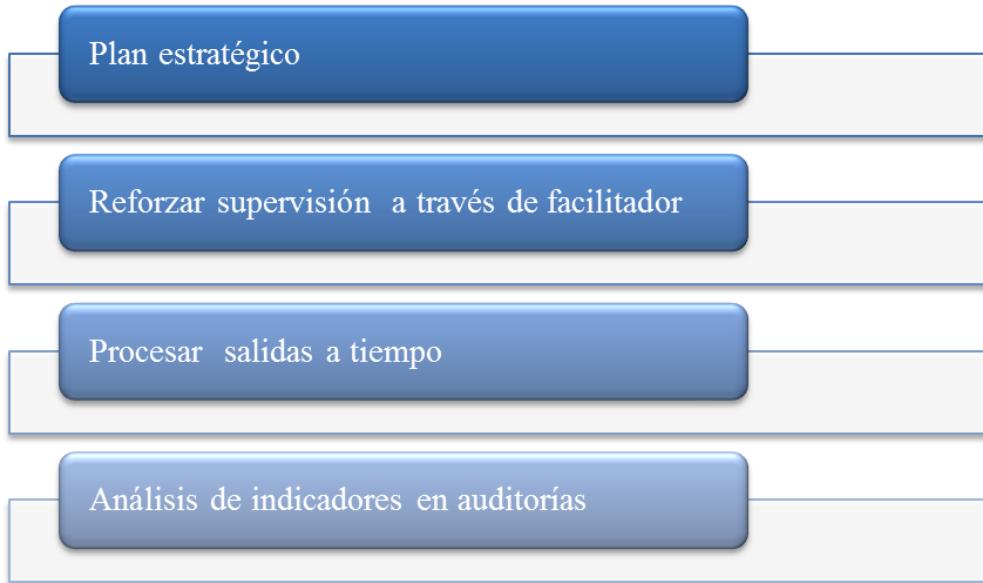 Plan estratégico
Reforzar supervisión a través de facilitador
Procesar salidas a tiempo
Análisis de indicadores en auditorías